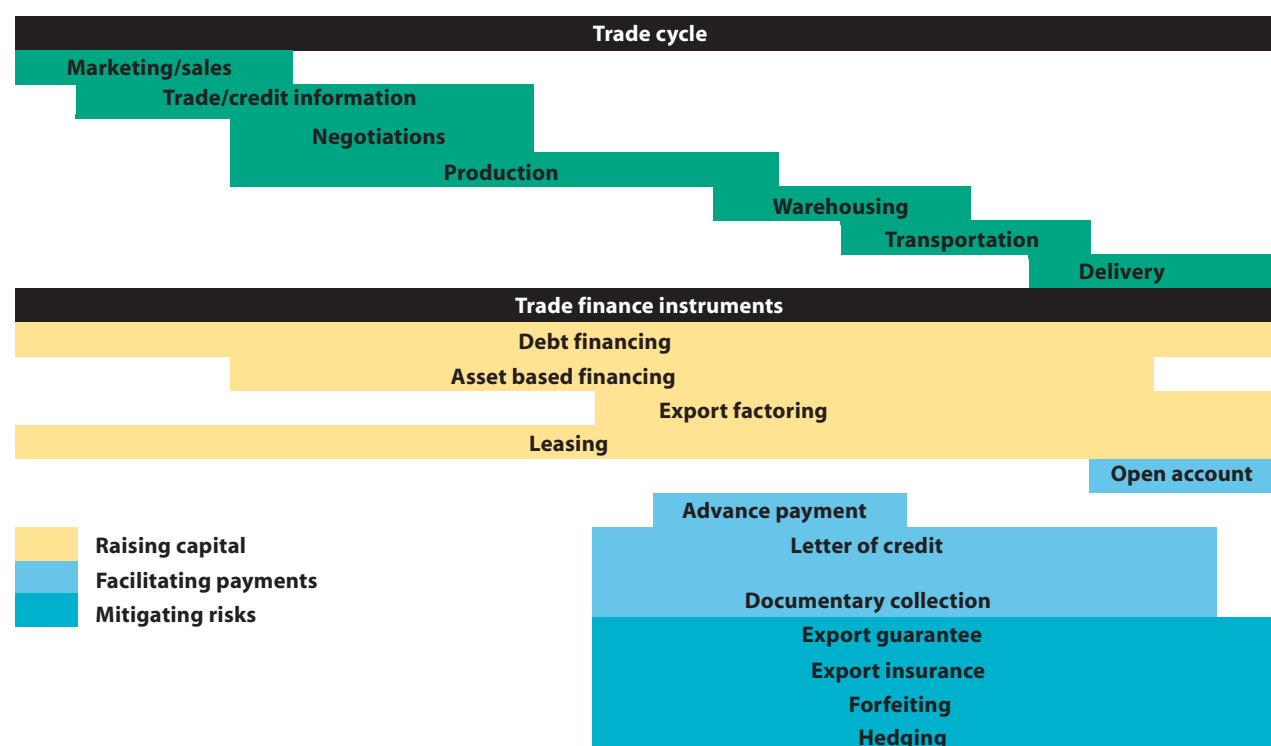 Trade cycle
Marketing/sales
Trade/credit information
Negotiations
Production
Warehousing
Transportation
Delivery
Trade finance instruments
Debt financing
Asset based financing
Export factoring
Leasing
Open account
Advance payment
Letter of credit
Documentary collection
Export guarantee
Export insurance
Forfeiting
Hedging
Raising capital
Facilitating payments
Mitigating risks